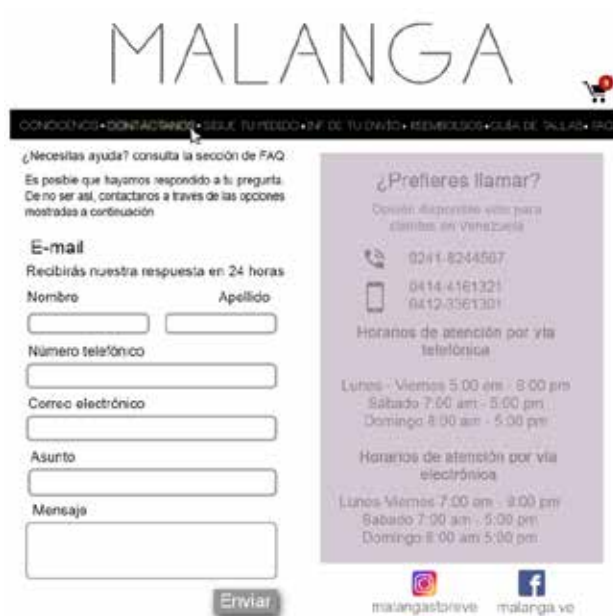 MALANGA
CONÓCENOS • CONTÁCTANOS • SIGUE TU PEDIDO • INF DE TU ENVÍO • REEMBOLSOS • GUÍA DE TALLAS • FAQ
¿Necesitas ayuda? consulta la sección de FAQ
Es posible que hayamos respondido a tu pregunta.
De no ser así, contactanos a través de las opciones
mostradas a continuación
E-mail
Recibirás nuestra respuesta en 24 horas
Nombre Apellido
Número telefónico
Correo electrónico
Asunto
Mensaje
Enviar
¿Prefieres llamar?
Opción disponible sólo para
clientes en Venezuela
0241-8244567
0414-4161321
0412-3361301
Horarios de atención por vía
telefónica
Lunes - Viernes 5:00 am - 8:00 pm
Sábado 7:00 am - 5:00 pm
Domingo 8:00 am - 5:00 pm
Horarios de atención por vía
electrónica
Lunes-Viernes 7:00 am - 9:00 pm
Sabado 7:00 am - 5:00 pm
Domingo 8:00 am 5:00 pm
malangastoreve malanga.ve